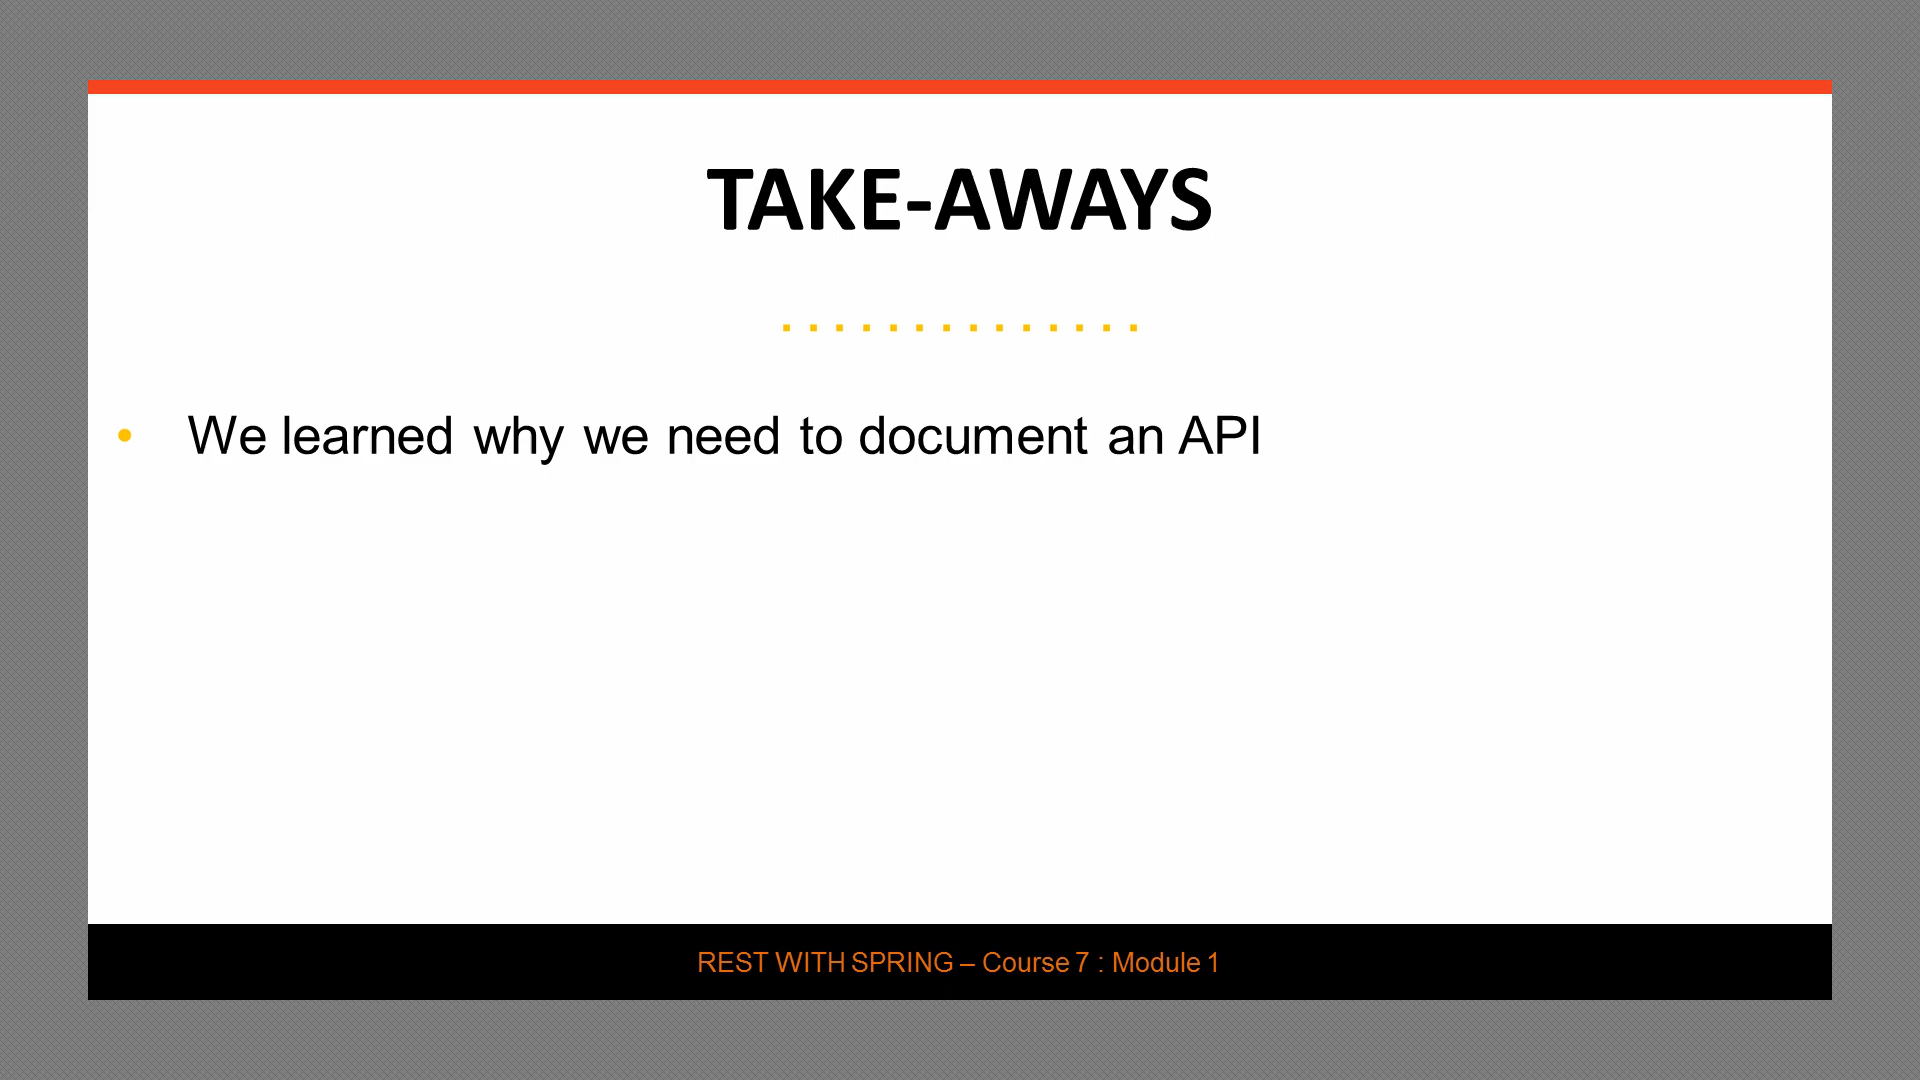 TAKE-AWAYS
• We learned why we need to document an API
REST WITH SPRING – Course 7 : Module 1